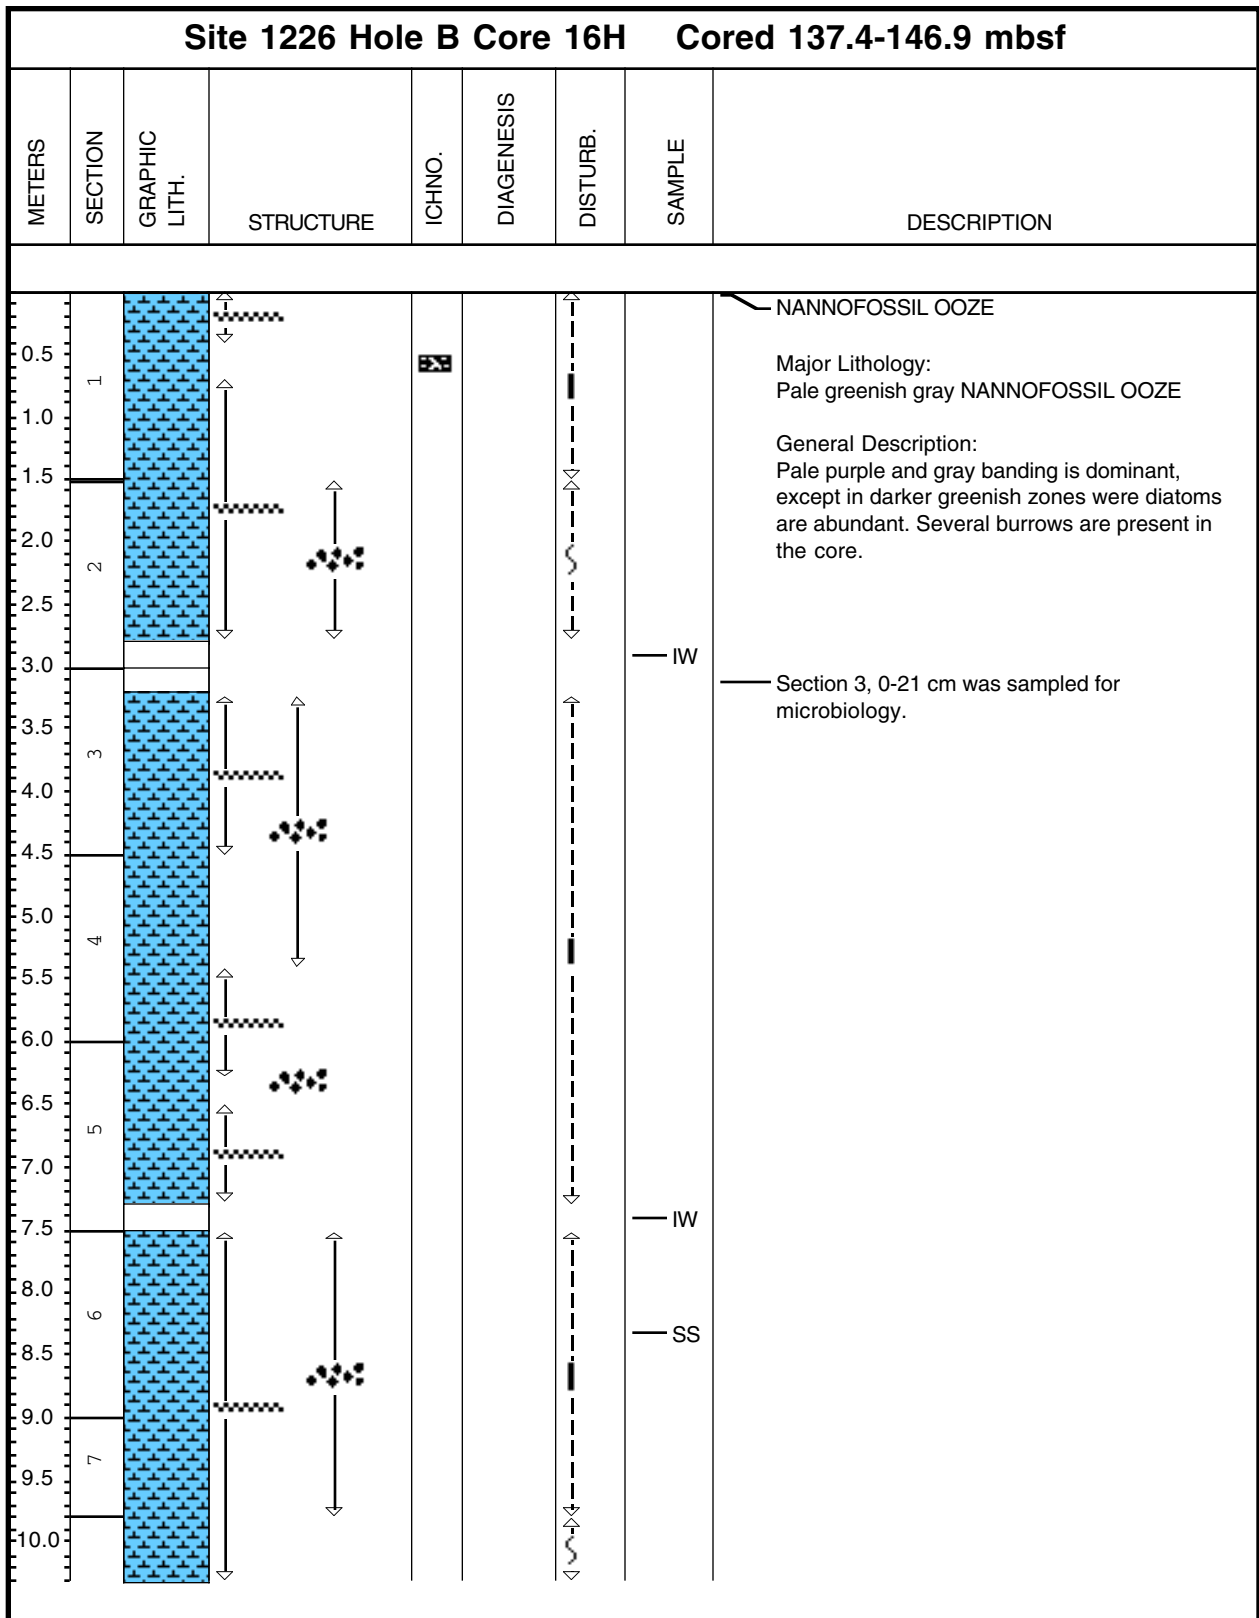 Site 1226 Hole B Core 16H Cored 137.4-146.9 mbsf
METERS
SECTION
GRAPHIC
LITH.
STRUCTURE
ICHNO.
DIAGENESIS
DISTURB.
SAMPLE
DESCRIPTION
NANNOFOSSIL OOZE
0.5
1
Major Lithology:
Pale greenish gray NANNOFOSSIL OOZE
1.0
General Description:
1.5
Pale purple and gray banding is dominant,
except in darker greenish zones were diatoms
are abundant. Several burrows are present in
the core.
2.0
2
2.5
3.0
IW
Section 3, 0-21 cm was sampled for
microbiology.
3.5
3
4.0
4.5
5.0
4
5.5
6.0
6.5
5
7.0
7.5
IW
8.0
6
SS
8.5
9.0
7
9.5
10.0